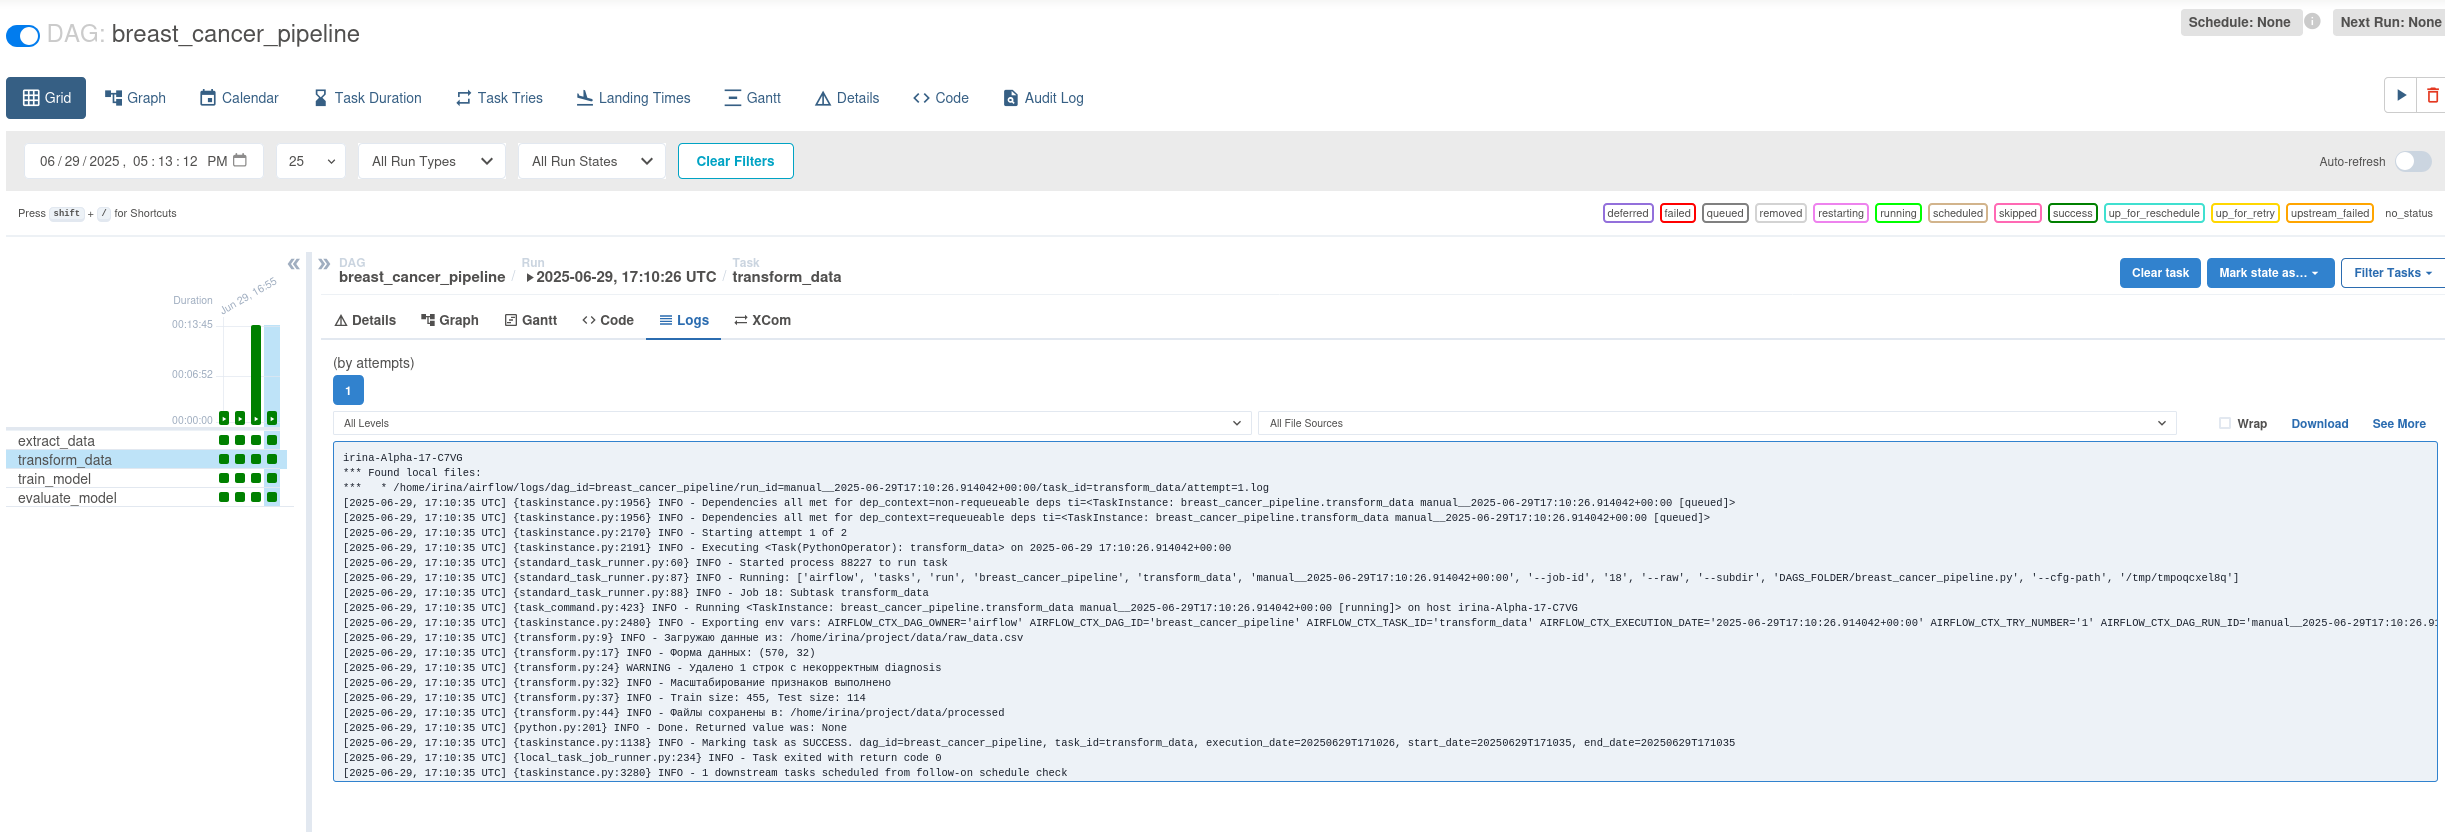 DAG: breast_cancer_pipeline
Schedule: None
Next Run: None
Grid
Graph
Calendar
Task Duration
Task Tries
Landing Times
Gantt
Details
Code
Audit Log
06 / 29 / 2025 , 05 : 13 : 12 PM
25
All Run Types
All Run States
Clear Filters
Auto-refresh
Press shift + / for Shortcuts
deferred
failed
queued
removed
restarting
running
scheduled
skipped
success
up_for_reschedule
up_for_retry
upstream_failed
no_status
Duration
Jun 29, 16:55
00:13:45
00:06:52
00:00:00
extract_data
transform_data
train_model
evaluate_model
DAG
breast_cancer_pipeline
Run
2025-06-29, 17:10:26 UTC
Task
transform_data
Clear task
Mark state as...
Filter Tasks
Details
Graph
Gantt
Code
Logs
XCom
(by attempts)
1
All Levels
All File Sources
Wrap
Download
See More
irina-Alpha-17-C7VG
*** Found local files:
***   * /home/irina/airflow/logs/dag_id=breast_cancer_pipeline/run_id=manual__2025-06-29T17:10:26.914042+00:00/task_id=transform_data/attempt=1.log
[2025-06-29, 17:10:35 UTC] {taskinstance.py:1956} INFO - Dependencies all met for dep_context=non-requeueable deps ti=<TaskInstance: breast_cancer_pipeline.transform_data manual__2025-06-29T17:10:26.914042+00:00 [queued]>
[2025-06-29, 17:10:35 UTC] {taskinstance.py:1956} INFO - Dependencies all met for dep_context=requeueable deps ti=<TaskInstance: breast_cancer_pipeline.transform_data manual__2025-06-29T17:10:26.914042+00:00 [queued]>
[2025-06-29, 17:10:35 UTC] {taskinstance.py:2170} INFO - Starting attempt 1 of 2
[2025-06-29, 17:10:35 UTC] {taskinstance.py:2191} INFO - Executing <Task(PythonOperator): transform_data> on 2025-06-29 17:10:26.914042+00:00
[2025-06-29, 17:10:35 UTC] {standard_task_runner.py:60} INFO - Started process 88227 to run task
[2025-06-29, 17:10:35 UTC] {standard_task_runner.py:87} INFO - Running: ['airflow', 'tasks', 'run', 'breast_cancer_pipeline', 'transform_data', 'manual__2025-06-29T17:10:26.914042+00:00', '--job-id', '18', '--raw', '--subdir', 'DAGS_FOLDER/breast_cancer_pipeline.py', '--cfg-path', '/tmp/tmpoqcxel8q']
[2025-06-29, 17:10:35 UTC] {standard_task_runner.py:88} INFO - Job 18: Subtask transform_data
[2025-06-29, 17:10:35 UTC] {task_command.py:423} INFO - Running <TaskInstance: breast_cancer_pipeline.transform_data manual__2025-06-29T17:10:26.914042+00:00 [running]> on host irina-Alpha-17-C7VG
[2025-06-29, 17:10:35 UTC] {taskinstance.py:2480} INFO - Exporting env vars: AIRFLOW_CTX_DAG_OWNER='airflow' AIRFLOW_CTX_DAG_ID='breast_cancer_pipeline' AIRFLOW_CTX_TASK_ID='transform_data' AIRFLOW_CTX_EXECUTION_DATE='2025-06-29T17:10:26.914042+00:00' AIRFLOW_CTX_TRY_NUMBER='1' AIRFLOW_CTX_DAG_RUN_ID='manual__2025-06-29T17:10:26.9
[2025-06-29, 17:10:35 UTC] {transform.py:9} INFO - Загружаю данные из: /home/irina/project/data/raw_data.csv
[2025-06-29, 17:10:35 UTC] {transform.py:17} INFO - Форма данных: (570, 32)
[2025-06-29, 17:10:35 UTC] {transform.py:24} WARNING - Удалено 1 строк с некорректным diagnosis
[2025-06-29, 17:10:35 UTC] {transform.py:32} INFO - Масштабирование признаков выполнено
[2025-06-29, 17:10:35 UTC] {transform.py:37} INFO - Train size: 455, Test size: 114
[2025-06-29, 17:10:35 UTC] {transform.py:44} INFO - Файлы сохранены в: /home/irina/project/data/processed
[2025-06-29, 17:10:35 UTC] {python.py:201} INFO - Done. Returned value was: None
[2025-06-29, 17:10:35 UTC] {taskinstance.py:1138} INFO - Marking task as SUCCESS. dag_id=breast_cancer_pipeline, task_id=transform_data, execution_date=20250629T171026, start_date=20250629T171035, end_date=20250629T171035
[2025-06-29, 17:10:35 UTC] {local_task_job_runner.py:234} INFO - Task exited with return code 0
[2025-06-29, 17:10:35 UTC] {taskinstance.py:3280} INFO - 1 downstream tasks scheduled from follow-on schedule check